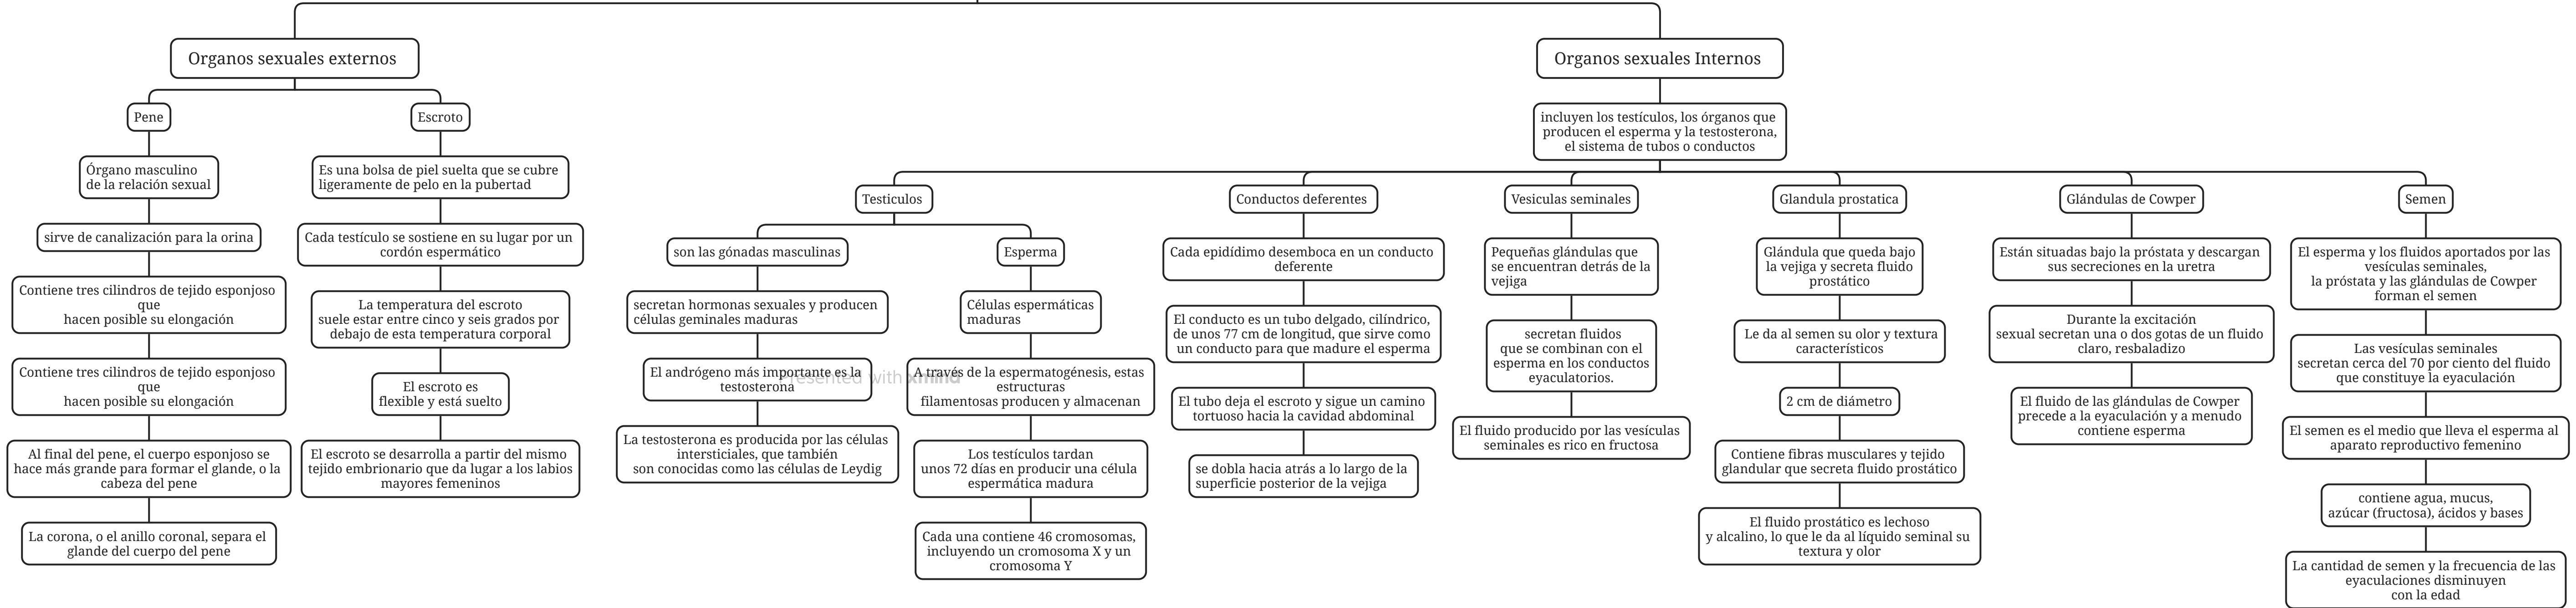 Organos sexuales externos
Organos sexuales Internos
Pene
Órgano masculino
de la relación sexual
sirve de canalización para la orina
Contiene tres cilindros de tejido esponjoso
que
hacen posible su elongación
Contiene tres cilindros de tejido esponjoso
que
hacen posible su elongación
Al final del pene, el cuerpo esponjoso se
hace más grande para formar el glande, o la
cabeza del pene
La corona, o el anillo coronal, separa el
glande del cuerpo del pene
Escroto
Es una bolsa de piel suelta que se cubre
ligeramente de pelo en la pubertad
Cada testículo se sostiene en su lugar por un
cordón espermático
La temperatura del escroto
suele estar entre cinco y seis grados por
debajo de esta temperatura corporal
El escroto es
flexible y está suelto
El escroto se desarrolla a partir del mismo
tejido embrionario que da lugar a los labios
mayores femeninos
incluyen los testículos, los órganos que
producen el esperma y la testosterona,
el sistema de tubos o conductos
Testiculos
son las gónadas masculinas
secretan hormonas sexuales y producen
células geminales maduras
El andrógeno más importante es la
testosterona
La testosterona es producida por las células
intersticiales, que también
son conocidas como las células de Leydig
Esperma
Células espermáticas
maduras
A través de la espermatogénesis, estas
estructuras
filamentosas producen y almacenan
Los testículos tardan
unos 72 días en producir una célula
espermática madura
Cada una contiene 46 cromosomas,
incluyendo un cromosoma X y un
cromosoma Y
Presented with xmind
Conductos deferentes
Cada epidídimo desemboca en un conducto
deferente
El conducto es un tubo delgado, cilíndrico,
de unos 77 cm de longitud, que sirve como
un conducto para que madure el esperma
El tubo deja el escroto y sigue un camino
tortuoso hacia la cavidad abdominal
se dobla hacia atrás a lo largo de la
superficie posterior de la vejiga
Vesiculas seminales
Pequeñas glándulas que
se encuentran detrás de la
vejiga
secretan fluidos
que se combinan con el
esperma en los conductos
eyaculatorios.
El fluido producido por las vesículas
seminales es rico en fructosa
Glandula prostatica
Glándula que queda bajo
la vejiga y secreta fluido
prostático
Le da al semen su olor y textura
característicos
2 cm de diámetro
Contiene fibras musculares y tejido
glandular que secreta fluido prostático
El fluido prostático es lechoso
y alcalino, lo que le da al líquido seminal su
textura y olor
Glándulas de Cowper
Están situadas bajo la próstata y descargan
sus secreciones en la uretra
Durante la excitación
sexual secretan una o dos gotas de un fluido
claro, resbaladizo
El fluido de las glándulas de Cowper
precede a la eyaculación y a menudo
contiene esperma
Semen
El esperma y los fluidos aportados por las
vesículas seminales,
la próstata y las glándulas de Cowper
forman el semen
Las vesículas seminales
secretan cerca del 70 por ciento del fluido
que constituye la eyaculación
El semen es el medio que lleva el esperma al
aparato reproductivo femenino
contiene agua, mucus,
azúcar (fructosa), ácidos y bases
La cantidad de semen y la frecuencia de las
eyaculaciones disminuyen
con la edad